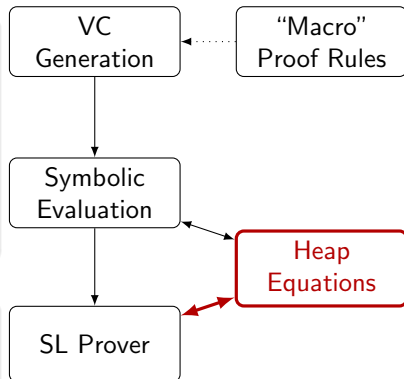 VC
Generation
“Macro”
Proof Rules
Symbolic
Evaluation
Heap
Equations
SL Prover